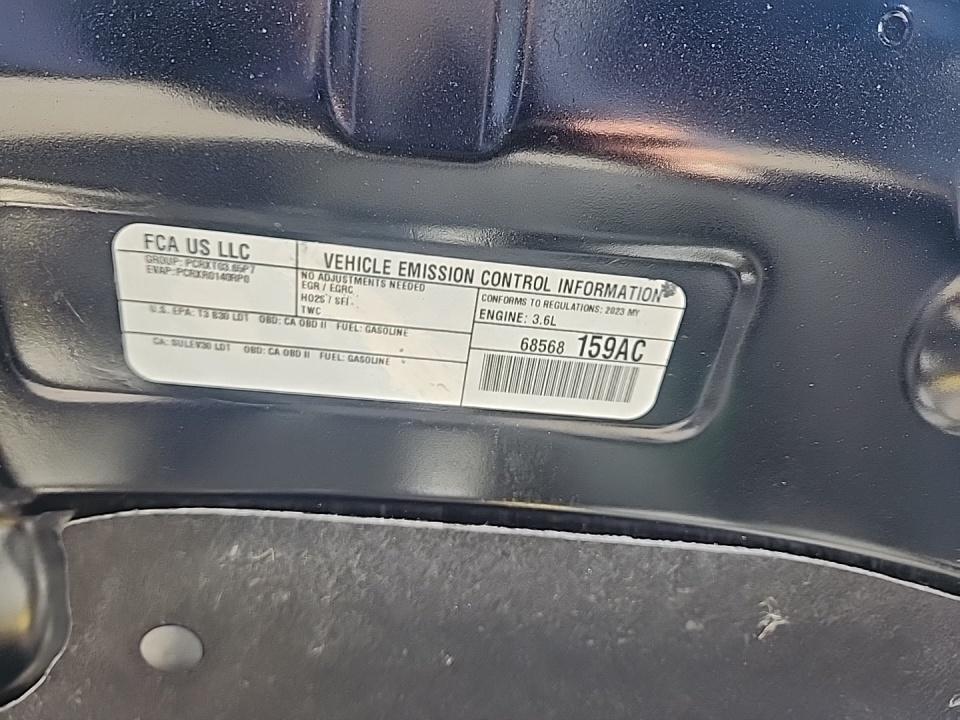 FCA US LLC
GROUP: PCRXT03.65P7
EVAP: PCRXR0140RP0
VEHICLE EMISSION CONTROL INFORMATION
NO ADJUSTMENTS NEEDED
EGR / EGRC
HO2S / SFI
TWC
CONFORMS TO REGULATIONS: 2023 MY
ENGINE: 3.6L
U.S. EPA: T3 B30 LDT OBD: CA OBD II FUEL: GASOLINE
CA: SULEV30 LDT OBD: CA OBD II FUEL: GASOLINE
68568 159AC